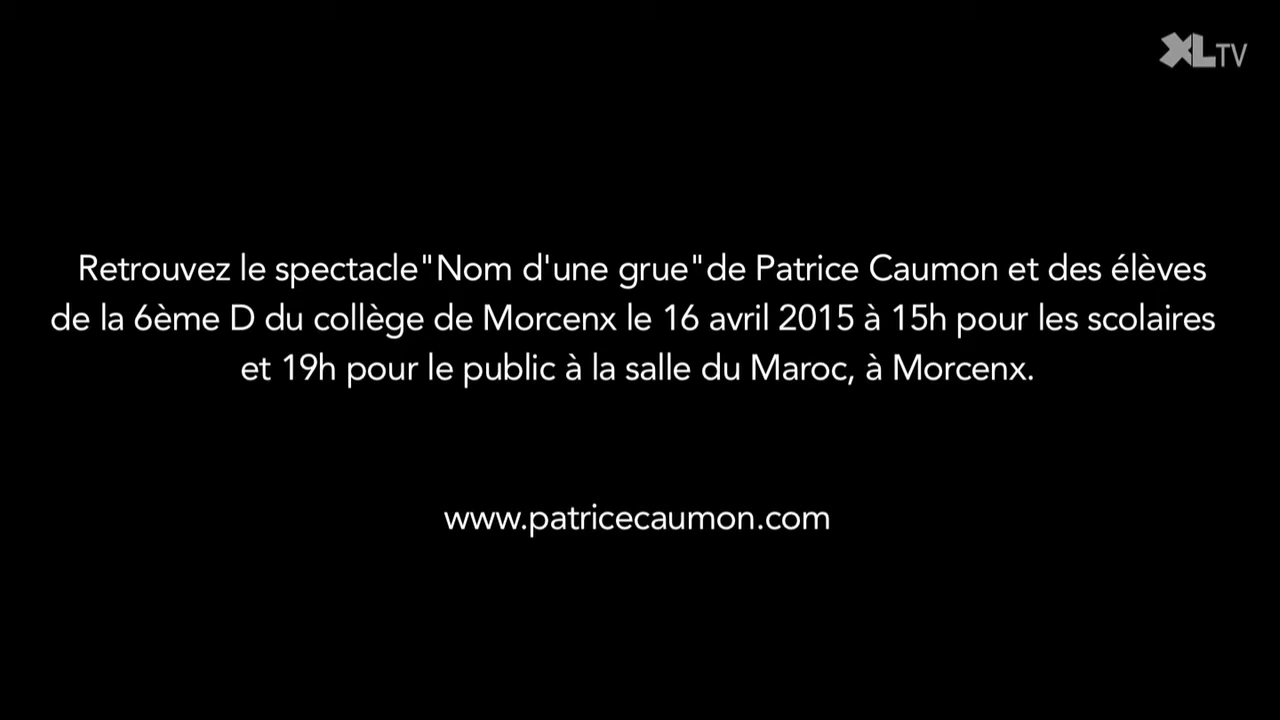 XLTV
Retrouvez le spectacle"Nom d'une grue"de Patrice Caumon et des élèves
de la 6ème D du collège de Morcenx le 16 avril 2015 à 15h pour les scolaires
et 19h pour le public à la salle du Maroc, à Morcenx.
www.patricecaumon.com